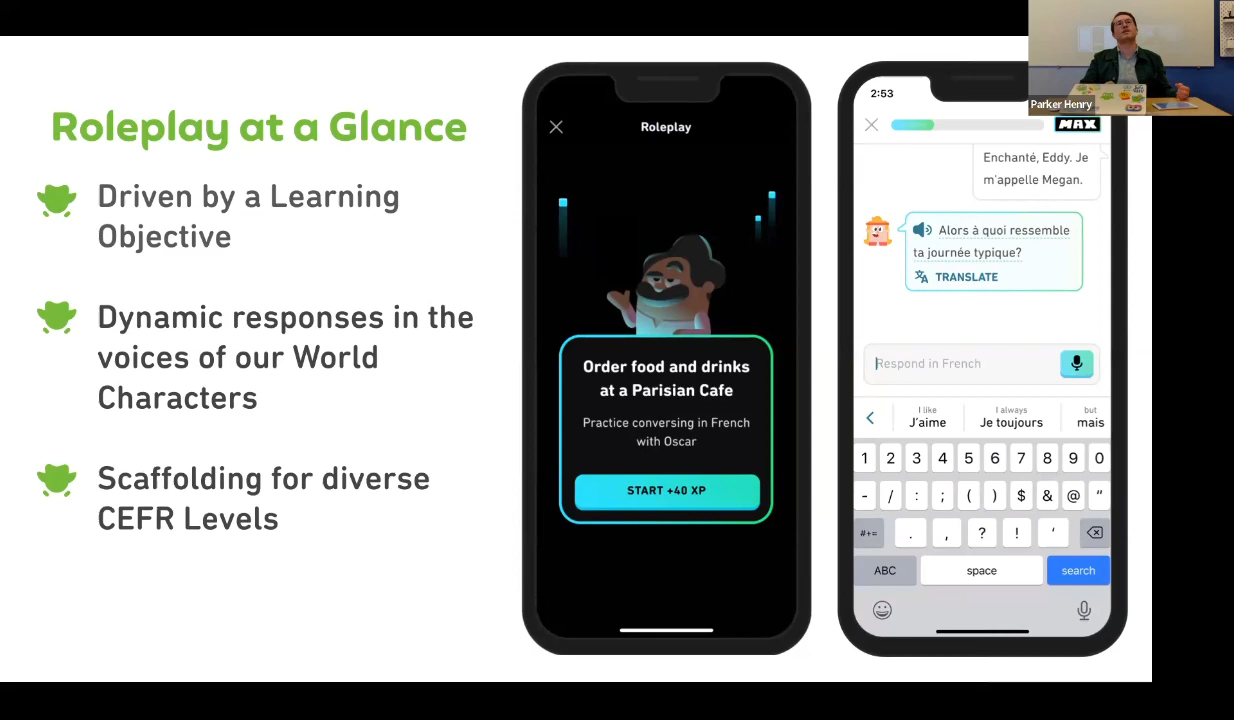 Roleplay at a Glance
Driven by a Learning
Objective
Dynamic responses in the
voices of our World
Characters
Scaffolding for diverse
CEFR Levels
Roleplay
Order food and drinks
at a Parisian Cafe
Practice conversing in French
with Oscar
START +40 XP
2:53
MAX
Enchanté, Eddy. Je
m'appelle Megan.
Alors à quoi ressemble
ta journée typique?
TRANSLATE
Respond in French
I like
J'aime
I always
Je toujours
but
mais
1 2 3 4 5 6 7 8 9 0
- / : ; ( ) $ & @ “
#+= . , ? ! ‘
ABC space search
Parker Henry